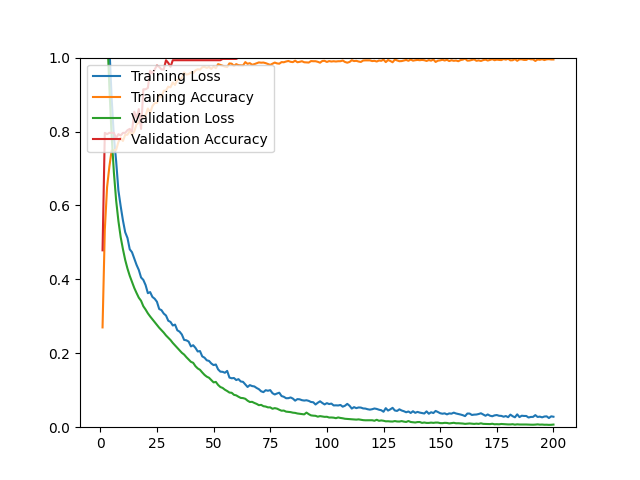 1.0
0.8
0.6
0.4
0.2
0.0
Training Loss
Training Accuracy
Validation Loss
Validation Accuracy
0 25 50 75 100 125 150 175 200